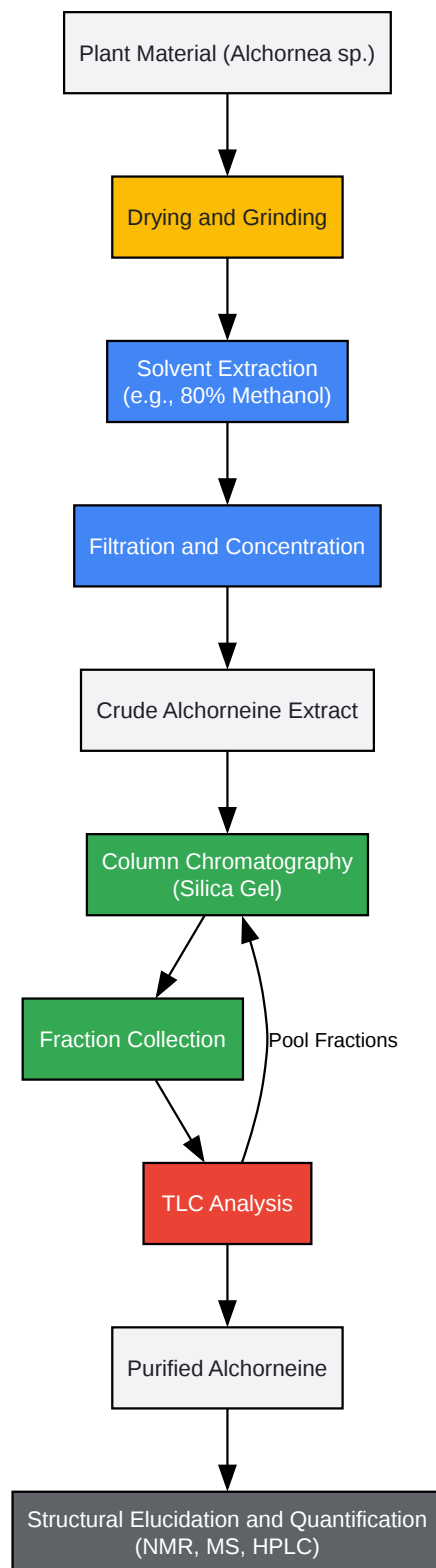 Plant Material (Alchornea sp.)
Drying and Grinding
Solvent Extraction
(e.g., 80% Methanol)
Filtration and Concentration
Crude Alchorneine Extract
Column Chromatography
(Silica Gel)
Fraction Collection
Pool Fractions
TLC Analysis
Purified Alchorneine
Structural Elucidation and Quantification
(NMR, MS, HPLC)